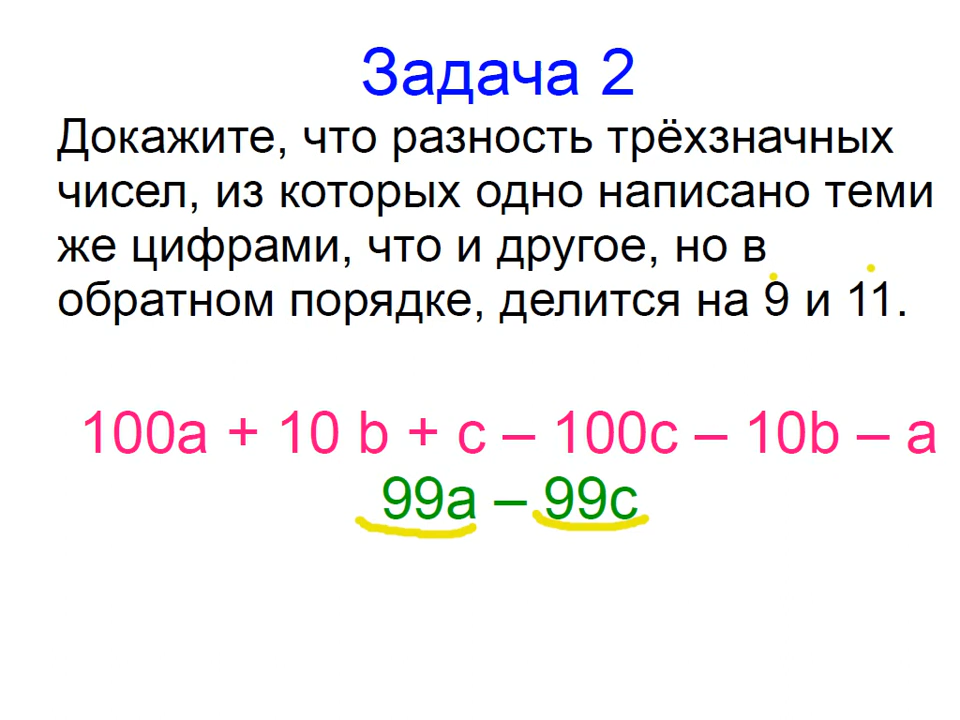 Задача 2
Докажите, что разность трёхзначных
чисел, из которых одно написано теми
же цифрами, что и другое, но в
обратном порядке, делится на 9 и 11.
100a + 10 b + c – 100c – 10b – a
99a – 99c